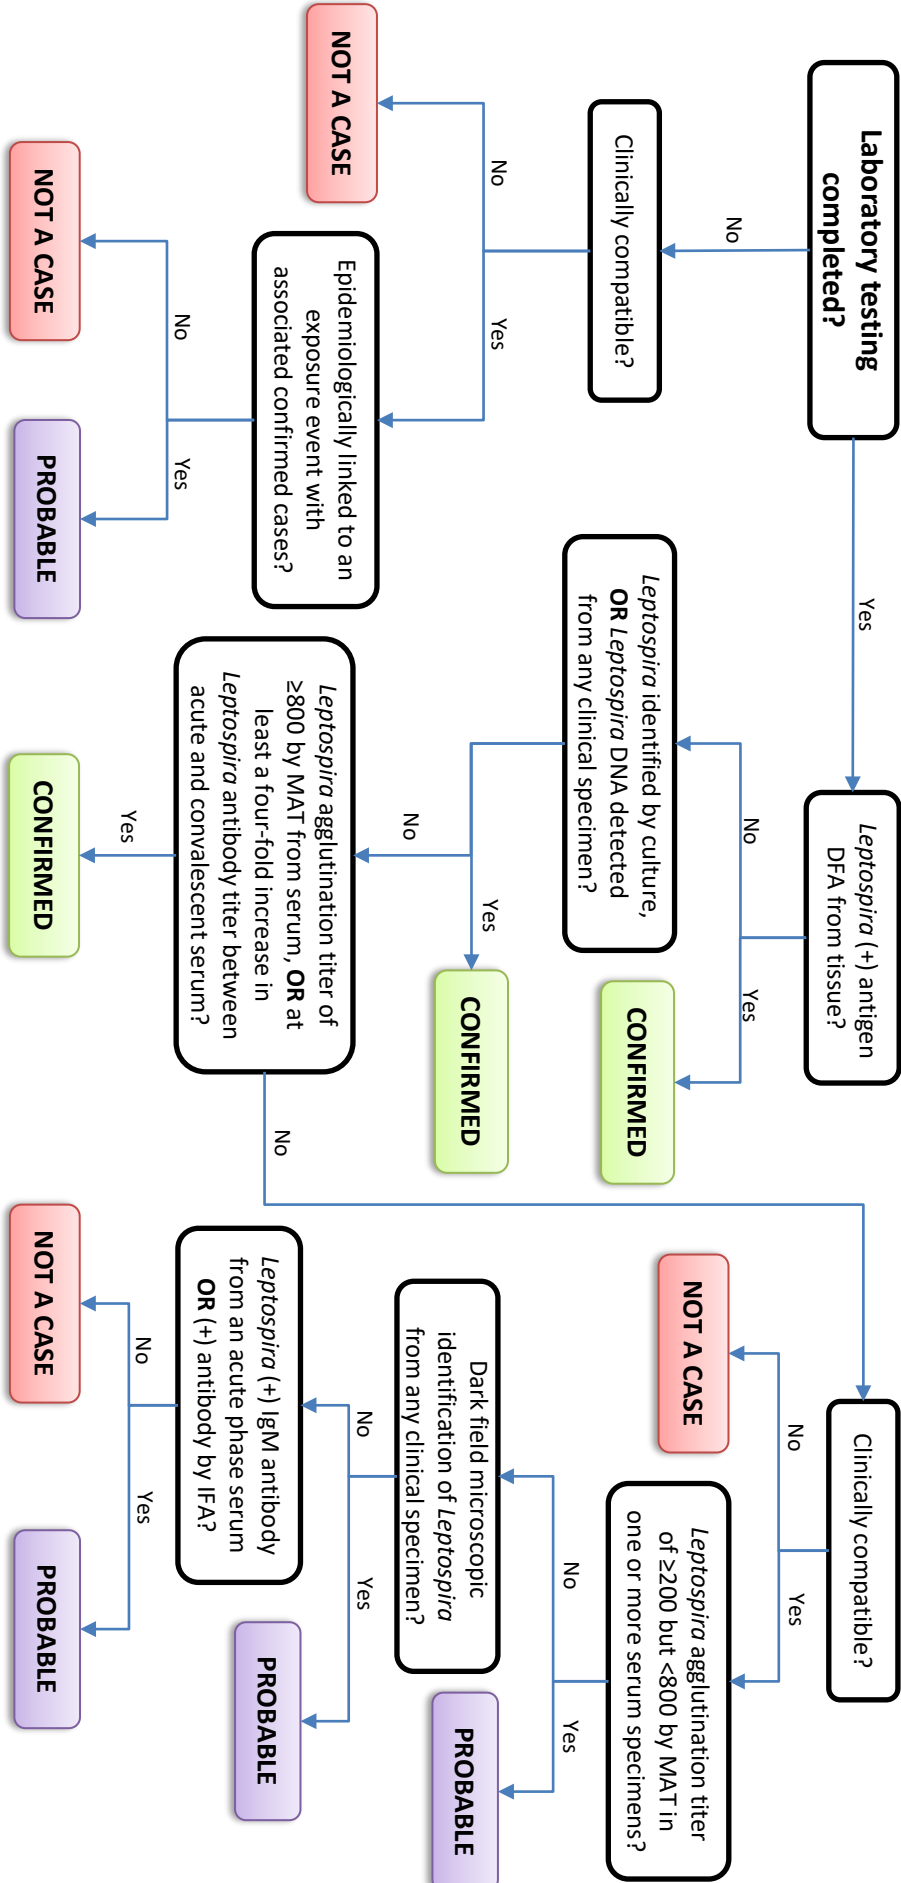 Laboratory testing
completed?
No
Yes
Clinically compatible?
No
Yes
NOT A CASE
Epidemiologically linked to an
exposure event with
associated confirmed cases?
No
Yes
NOT A CASE
PROBABLE
Leptospira (+) antigen
DFA from tissue?
No
Yes
CONFIRMED
Leptospira identified by culture,
OR Leptospira DNA detected
from any clinical specimen?
No
Yes
CONFIRMED
Leptospira agglutination titer of
≥800 by MAT from serum, OR at
least a four-fold increase in
Leptospira antibody titer between
acute and convalescent serum?
Yes
No
CONFIRMED
Clinically compatible?
No
Yes
NOT A CASE
Leptospira agglutination titer
of ≥200 but <800 by MAT in
one or more serum specimens?
No
Yes
PROBABLE
Dark field microscopic
identification of Leptospira
from any clinical specimen?
No
Yes
PROBABLE
Leptospira (+) IgM antibody
from an acute phase serum
OR (+) antibody by IFA?
No
Yes
NOT A CASE
PROBABLE